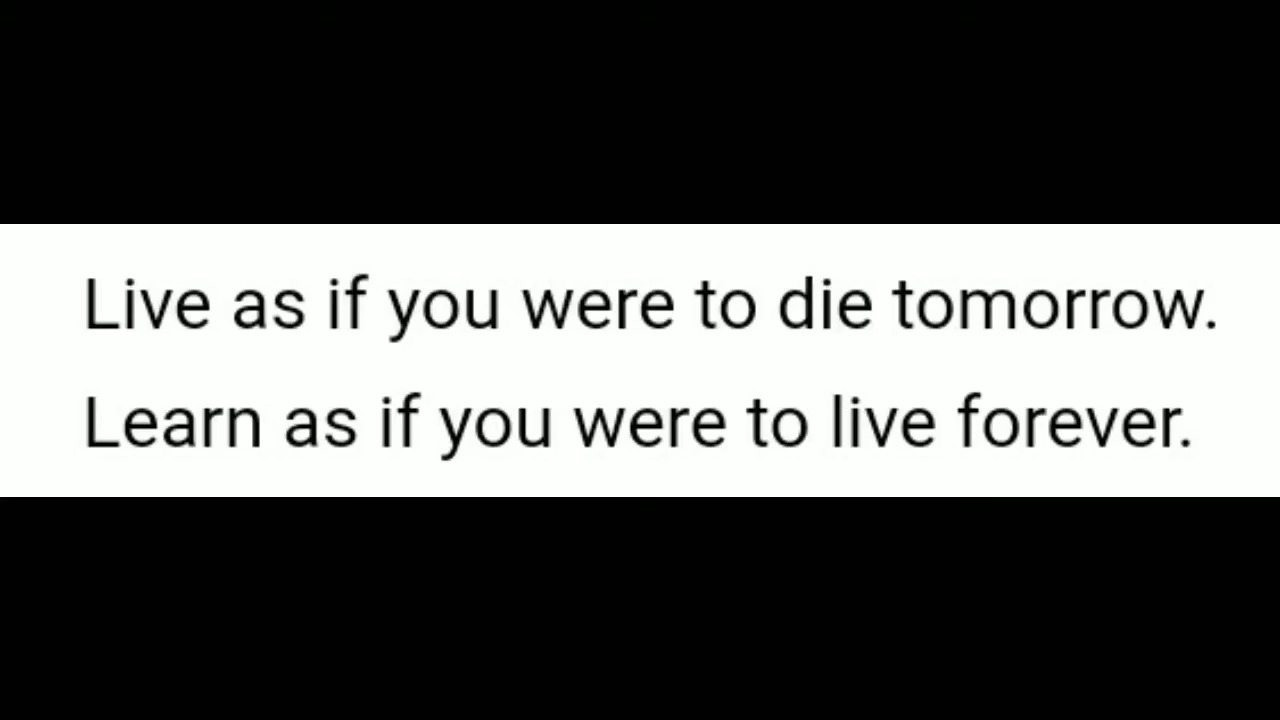 Live as if you were to die tomorrow.
Learn as if you were to live forever.